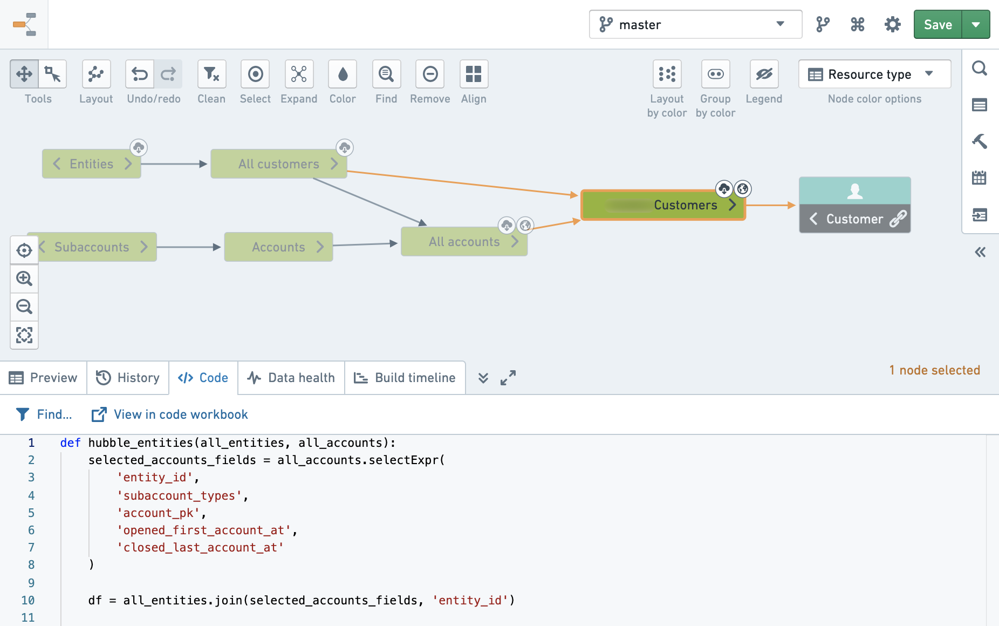 master
Save
Tools
Layout
Undo/redo
Clean
Select
Expand
Color
Find
Remove
Align
Layout
by color
Group
by color
Legend
Resource type
Node color options
Entities
All customers
Customers
Customer
Subaccounts
Accounts
All accounts
1 node selected
Preview
History
Code
Data health
Build timeline
Find...
View in code workbook
1 def hubble_entities(all_entities, all_accounts):
2 selected_accounts_fields = all_accounts.selectExpr(
3 'entity_id',
4 'subaccount_types',
5 'account_pk',
6 'opened_first_account_at',
7 'closed_last_account_at'
8 )
9
10 df = all_entities.join(selected_accounts_fields, 'entity_id')
11